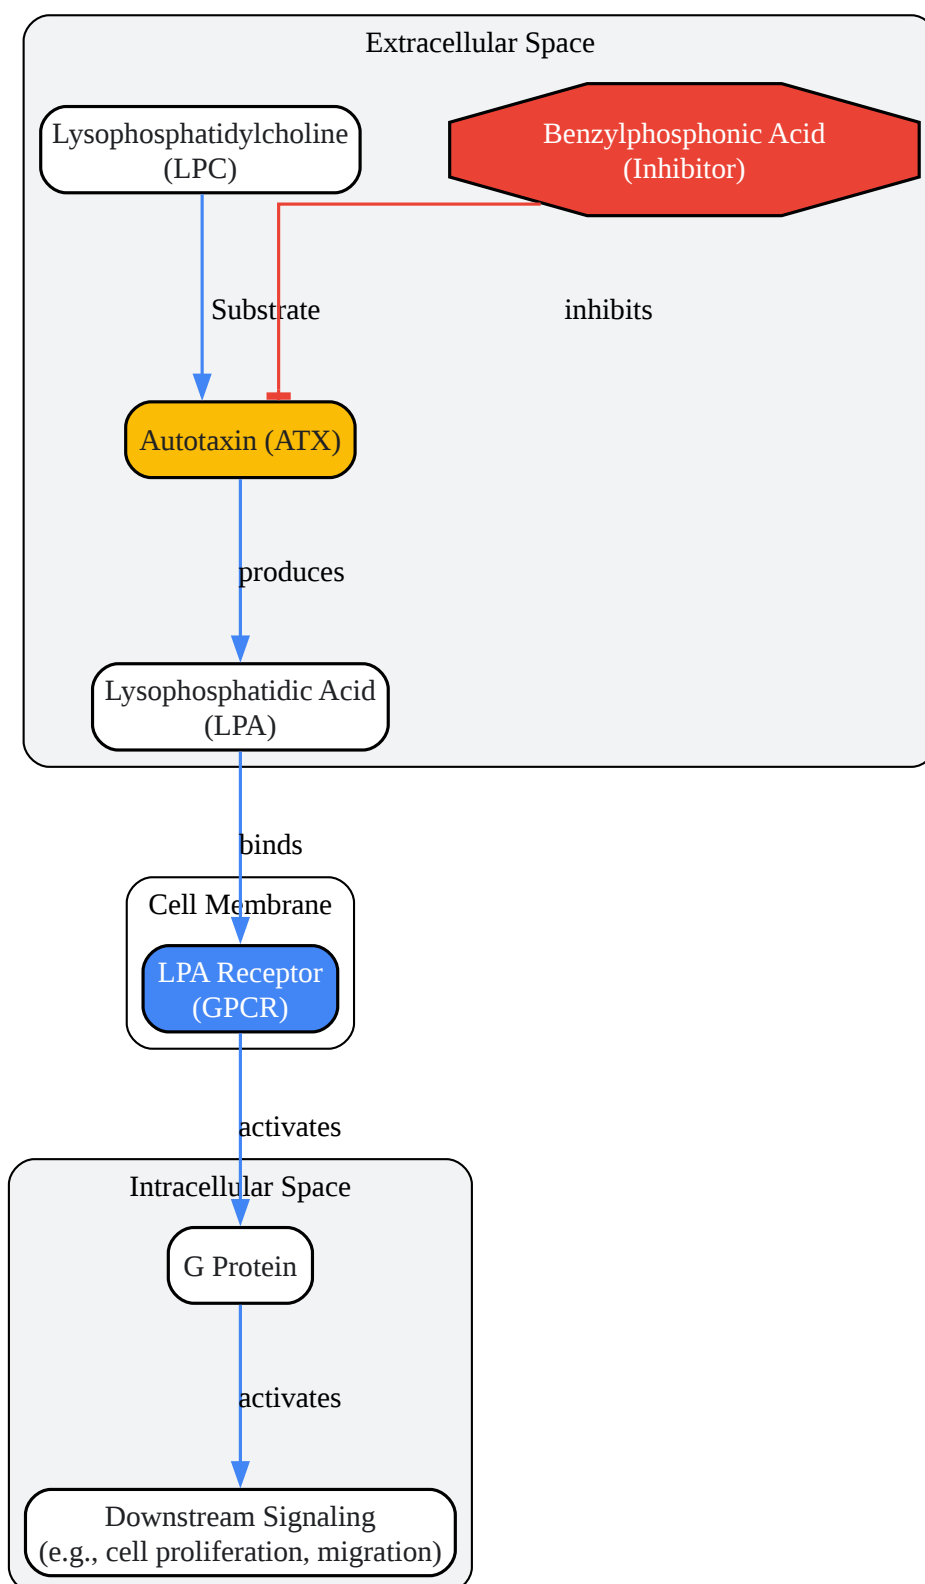 Extracellular Space
Lysophosphatidylcholine
(LPC)
Benzylphosphonic Acid
(Inhibitor)
Substrate
inhibits
Autotaxin (ATX)
produces
Lysophosphatidic Acid
(LPA)
binds
Cell Membrane
LPA Receptor
(GPCR)
activates
Intracellular Space
G Protein
activates
Downstream Signaling
(e.g., cell proliferation, migration)